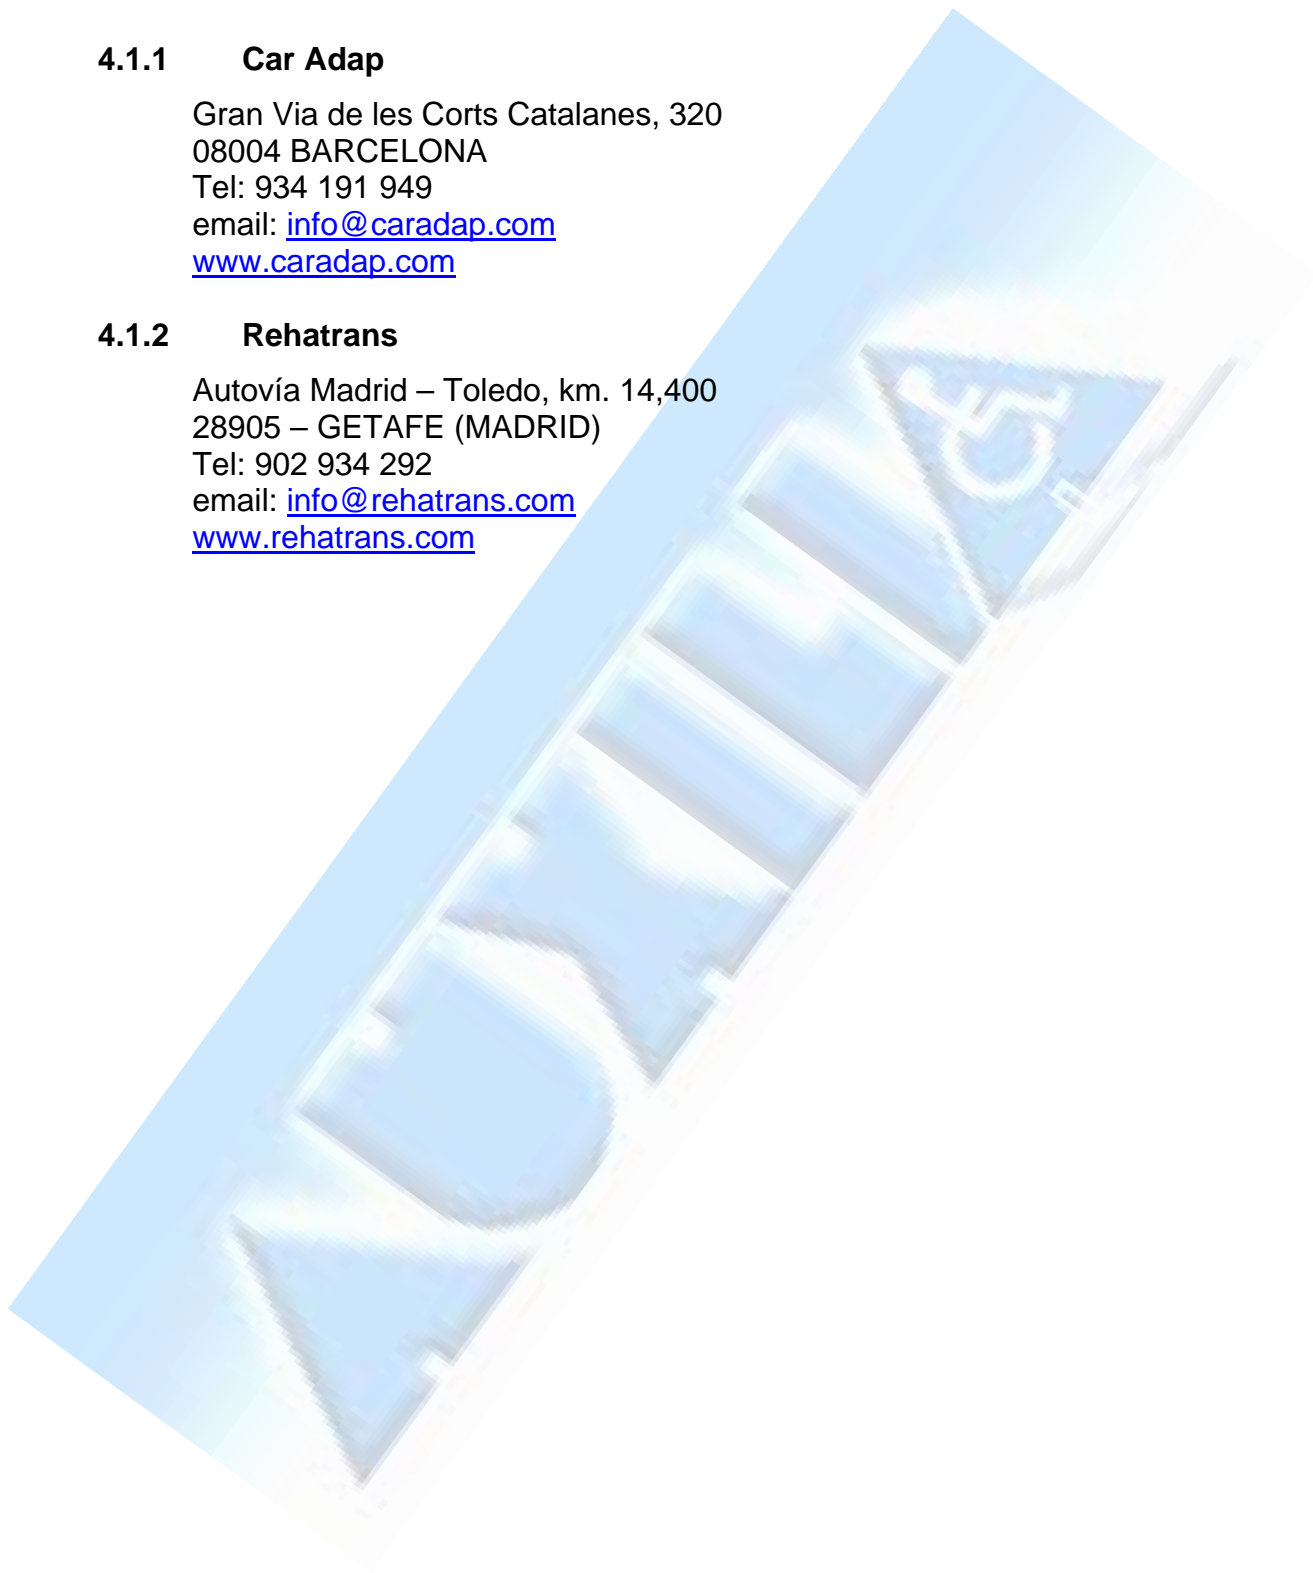 4.1.1 Car Adap
Gran Via de les Corts Catalanes, 320
08004 BARCELONA
Tel: 934 191 949
email: info@caradap.com
www.caradap.com
4.1.2 Rehatrans
Autovía Madrid – Toledo, km. 14,400
28905 – GETAFE (MADRID)
Tel: 902 934 292
email: info@rehatrans.com
www.rehatrans.com
ADXILIA